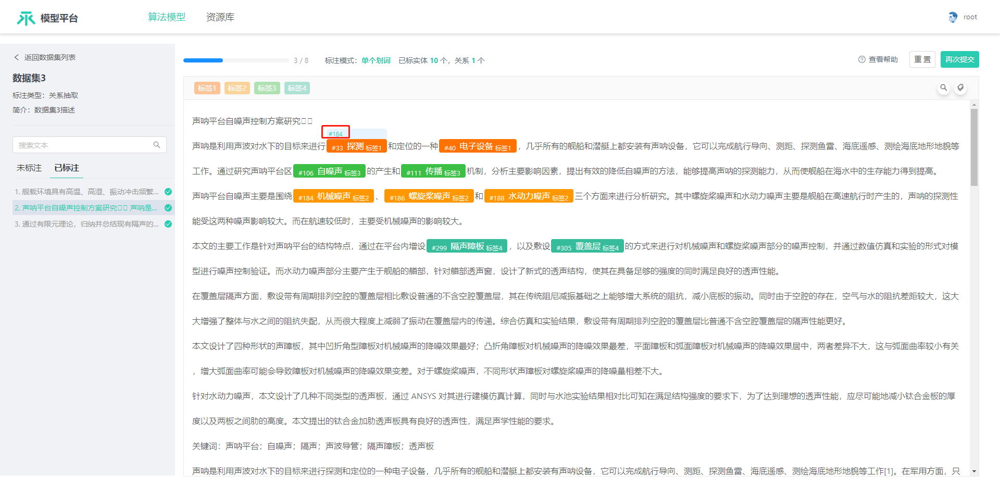 模型平台
算法模型
资源库
root
返回数据集列表
数据集3
标注类型：关系抽取
简介：数据集3描述
搜索文本
未标注 已标注
1. 舰载环境具有高温、高湿、振动冲击频繁...
2. 声呐平台自噪声控制方案研究□□ 声呐是...
3. 通过有限元理论，归纳并总结现有隔声的...
3 / 8 标注模式：单个划词 已标实体 10 个，关系 1 个
查看帮助 重 置 再次提交
标签1 标签2 标签3 标签4
声呐平台自噪声控制方案研究□□
#184
声呐是利用声波对水下的目标来进行 #33 探测 标签1 和定位的一种 #40 电子设备 标签1 ，几乎所有的舰船和潜艇上都安装有声呐设备，它可以完成航行导向、测距、探测鱼雷、海底遥感、测绘海底地形地貌等
工作。通过研究声呐平台区 #106 自噪声 标签3 的产生和 #111 传播 标签3 机制，分析主要影响因素，提出有效的降低自噪声的方法，能够提高声呐的探测能力，从而使舰船在海水中的生存能力得到提高。
声呐平台自噪声主要是围绕 #184 机械噪声 标签2 、 #186 螺旋桨噪声 标签2 和 #188 水动力噪声 标签2 三个方面来进行分析研究。其中螺旋桨噪声和水动力噪声主要是舰船在高速航行时产生的，声呐的探测性
能受这两种噪声影响较大。而在航速较低时，主要受机械噪声的影响较大。
本文的主要工作是针对声呐平台的结构特点，通过在平台内增设 #299 隔声障板 标签4 ，以及敷设 #305 覆盖层 标签4 的方式来进行对机械噪声和螺旋桨噪声部分的噪声控制，并通过数值仿真和实验的形式对模
型进行噪声控制验证。而水动力噪声部分主要产生于舰船的艏部，针对艏部透声窗，设计了新式的透声结构，使其在具备足够的强度的同时满足良好的透声性能。
在覆盖层隔声方面，敷设带有周期排列空腔的覆盖层相比敷设普通的不含空腔覆盖层，其在传统阻尼减振基础之上能够增大系统的阻抗，减小底板的振动。同时由于空腔的存在，空气与水的阻抗差距较大，这大
大增强了整体与水之间的阻抗失配，从而很大程度上减弱了振动在覆盖层内的传递。综合仿真和实验结果，敷设带有周期排列空腔的覆盖层比普通不含空腔覆盖层的隔声性能更好。
本文设计了四种形状的声障板，其中凹折角型障板对机械噪声的降噪效果最好；凸折角障板对机械噪声的降噪效果最差，平面障板和弧面障板对机械噪声的降噪效果居中，两者差异不大，这与弧面曲率较小有关
，增大弧面曲率可能会导致障板对机械噪声的降噪效果变差。对于螺旋桨噪声，不同形状声障板对螺旋桨噪声的降噪量相差不大。
针对水动力噪声，本文设计了几种不同类型的透声板，通过 ANSYS 对其进行建模仿真计算，同时与水池实验结果相对比可知在满足结构强度的要求下，为了达到理想的透声性能，应尽可能地减小钛合金板的厚
度以及两板之间肋的高度。本文提出的钛合金加肋透声板具有良好的透声性，满足声学性能的要求。
关键词：声呐平台；自噪声；隔声；声波导管；隔声障板；透声板
声呐是利用声波对水下的目标来进行探测和定位的一种电子设备，几乎所有的舰船和潜艇上都安装有声呐设备，它可以完成航行导向、测距、探测鱼雷、海底遥感、测绘海底地形地貌等工作[1]。在军用方面，只